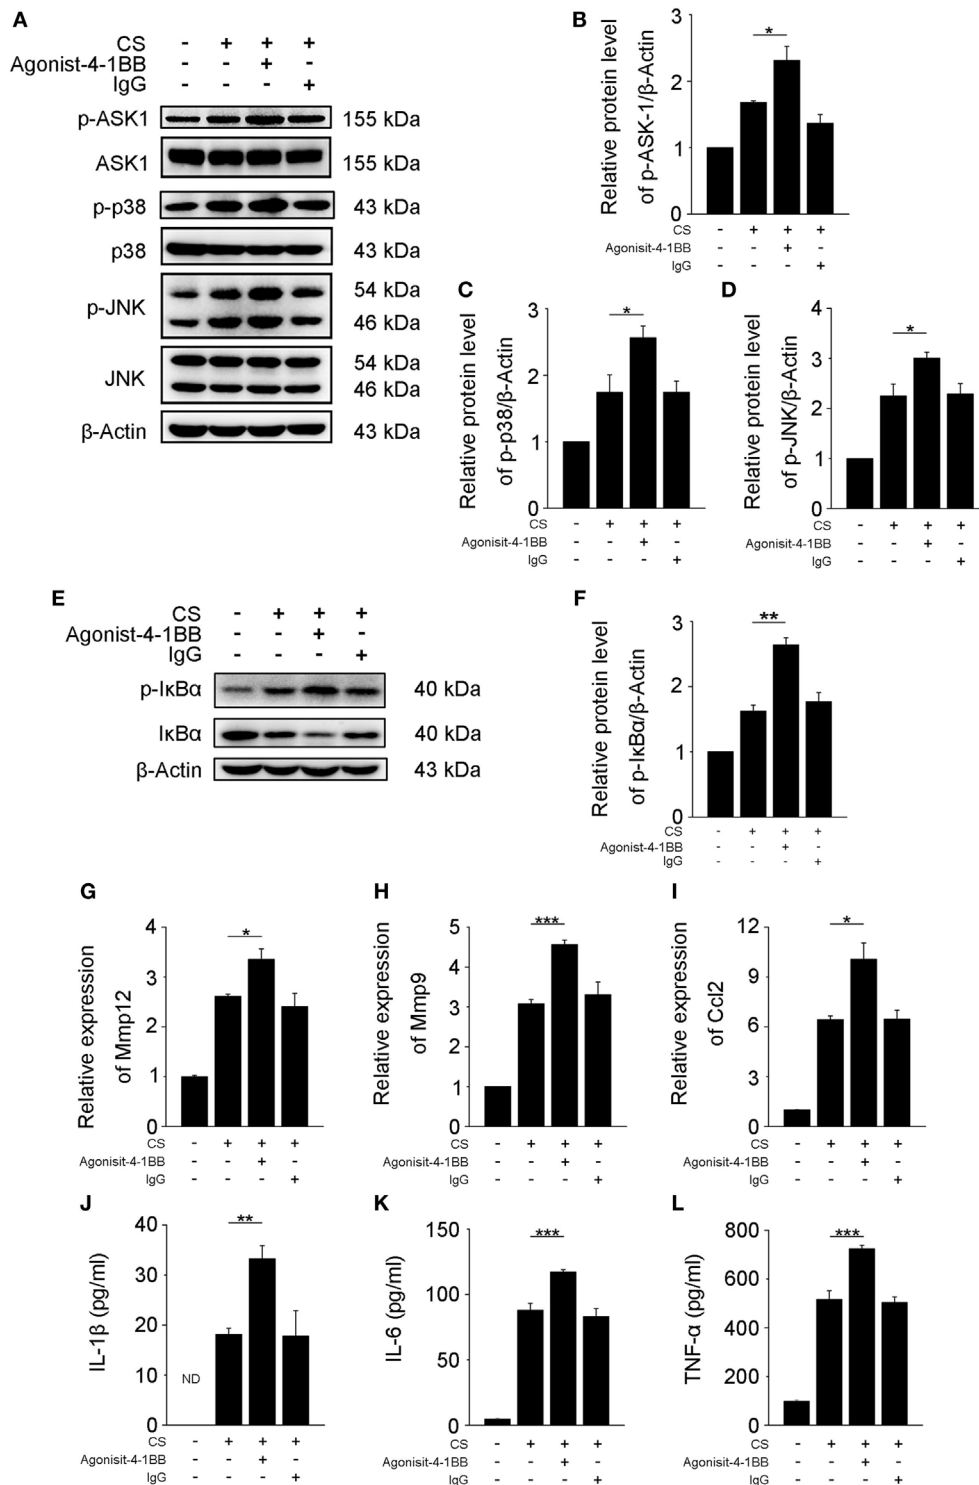 A
CS - + + +
Agonist-4-1BB - - + -
IgG - - - +
p-ASK1 155 kDa
ASK1 155 kDa
p-p38 43 kDa
p38 43 kDa
p-JNK 54 kDa
46 kDa
JNK 54 kDa
46 kDa
β-Actin 43 kDa
B
Relative protein level
of p-ASK-1/β-Actin
3
2
1
0
*
CS - + + +
Agonisit-4-1BB - - + -
IgG - - - +
C
Relative protein level
of p-p38/β-Actin
3
2
1
0
*
CS - + + +
Agonisit-4-1BB - - + -
IgG - - - +
D
Relative protein level
of p-JNK/β-Actin
4
3
2
1
0
*
CS - + + +
Agonisit-4-1BB - - + -
IgG - - - +
E
CS - + + +
Agonist-4-1BB - - + -
IgG - - - +
p-IκBα 40 kDa
IκBα 40 kDa
β-Actin 43 kDa
F
Relative protein level
of p-IκBα/β-Actin
3
2
1
0
**
CS - + + +
Agonisit-4-1BB - - + -
IgG - - - +
G
Relative expression
of Mmp12
4
3
2
1
0
*
CS - + + +
Agonisit-4-1BB - - + -
IgG - - - +
H
Relative expression
of Mmp9
5
4
3
2
1
0
***
CS - + + +
Agonisit-4-1BB - - + -
IgG - - - +
I
Relative expression
of Ccl2
12
9
6
3
0
*
CS - + + +
Agonisit-4-1BB - - + -
IgG - - - +
J
IL-1β (pg/ml)
40
30
20
10
0
ND
**
CS - + + +
Agonisit-4-1BB - - + -
IgG - - - +
K
IL-6 (pg/ml)
150
100
50
0
***
CS - + + +
Agonisit-4-1BB - - + -
IgG - - - +
L
TNF-α (pg/ml)
800
600
400
200
0
***
CS - + + +
Agonisit-4-1BB - - + -
IgG - - - +